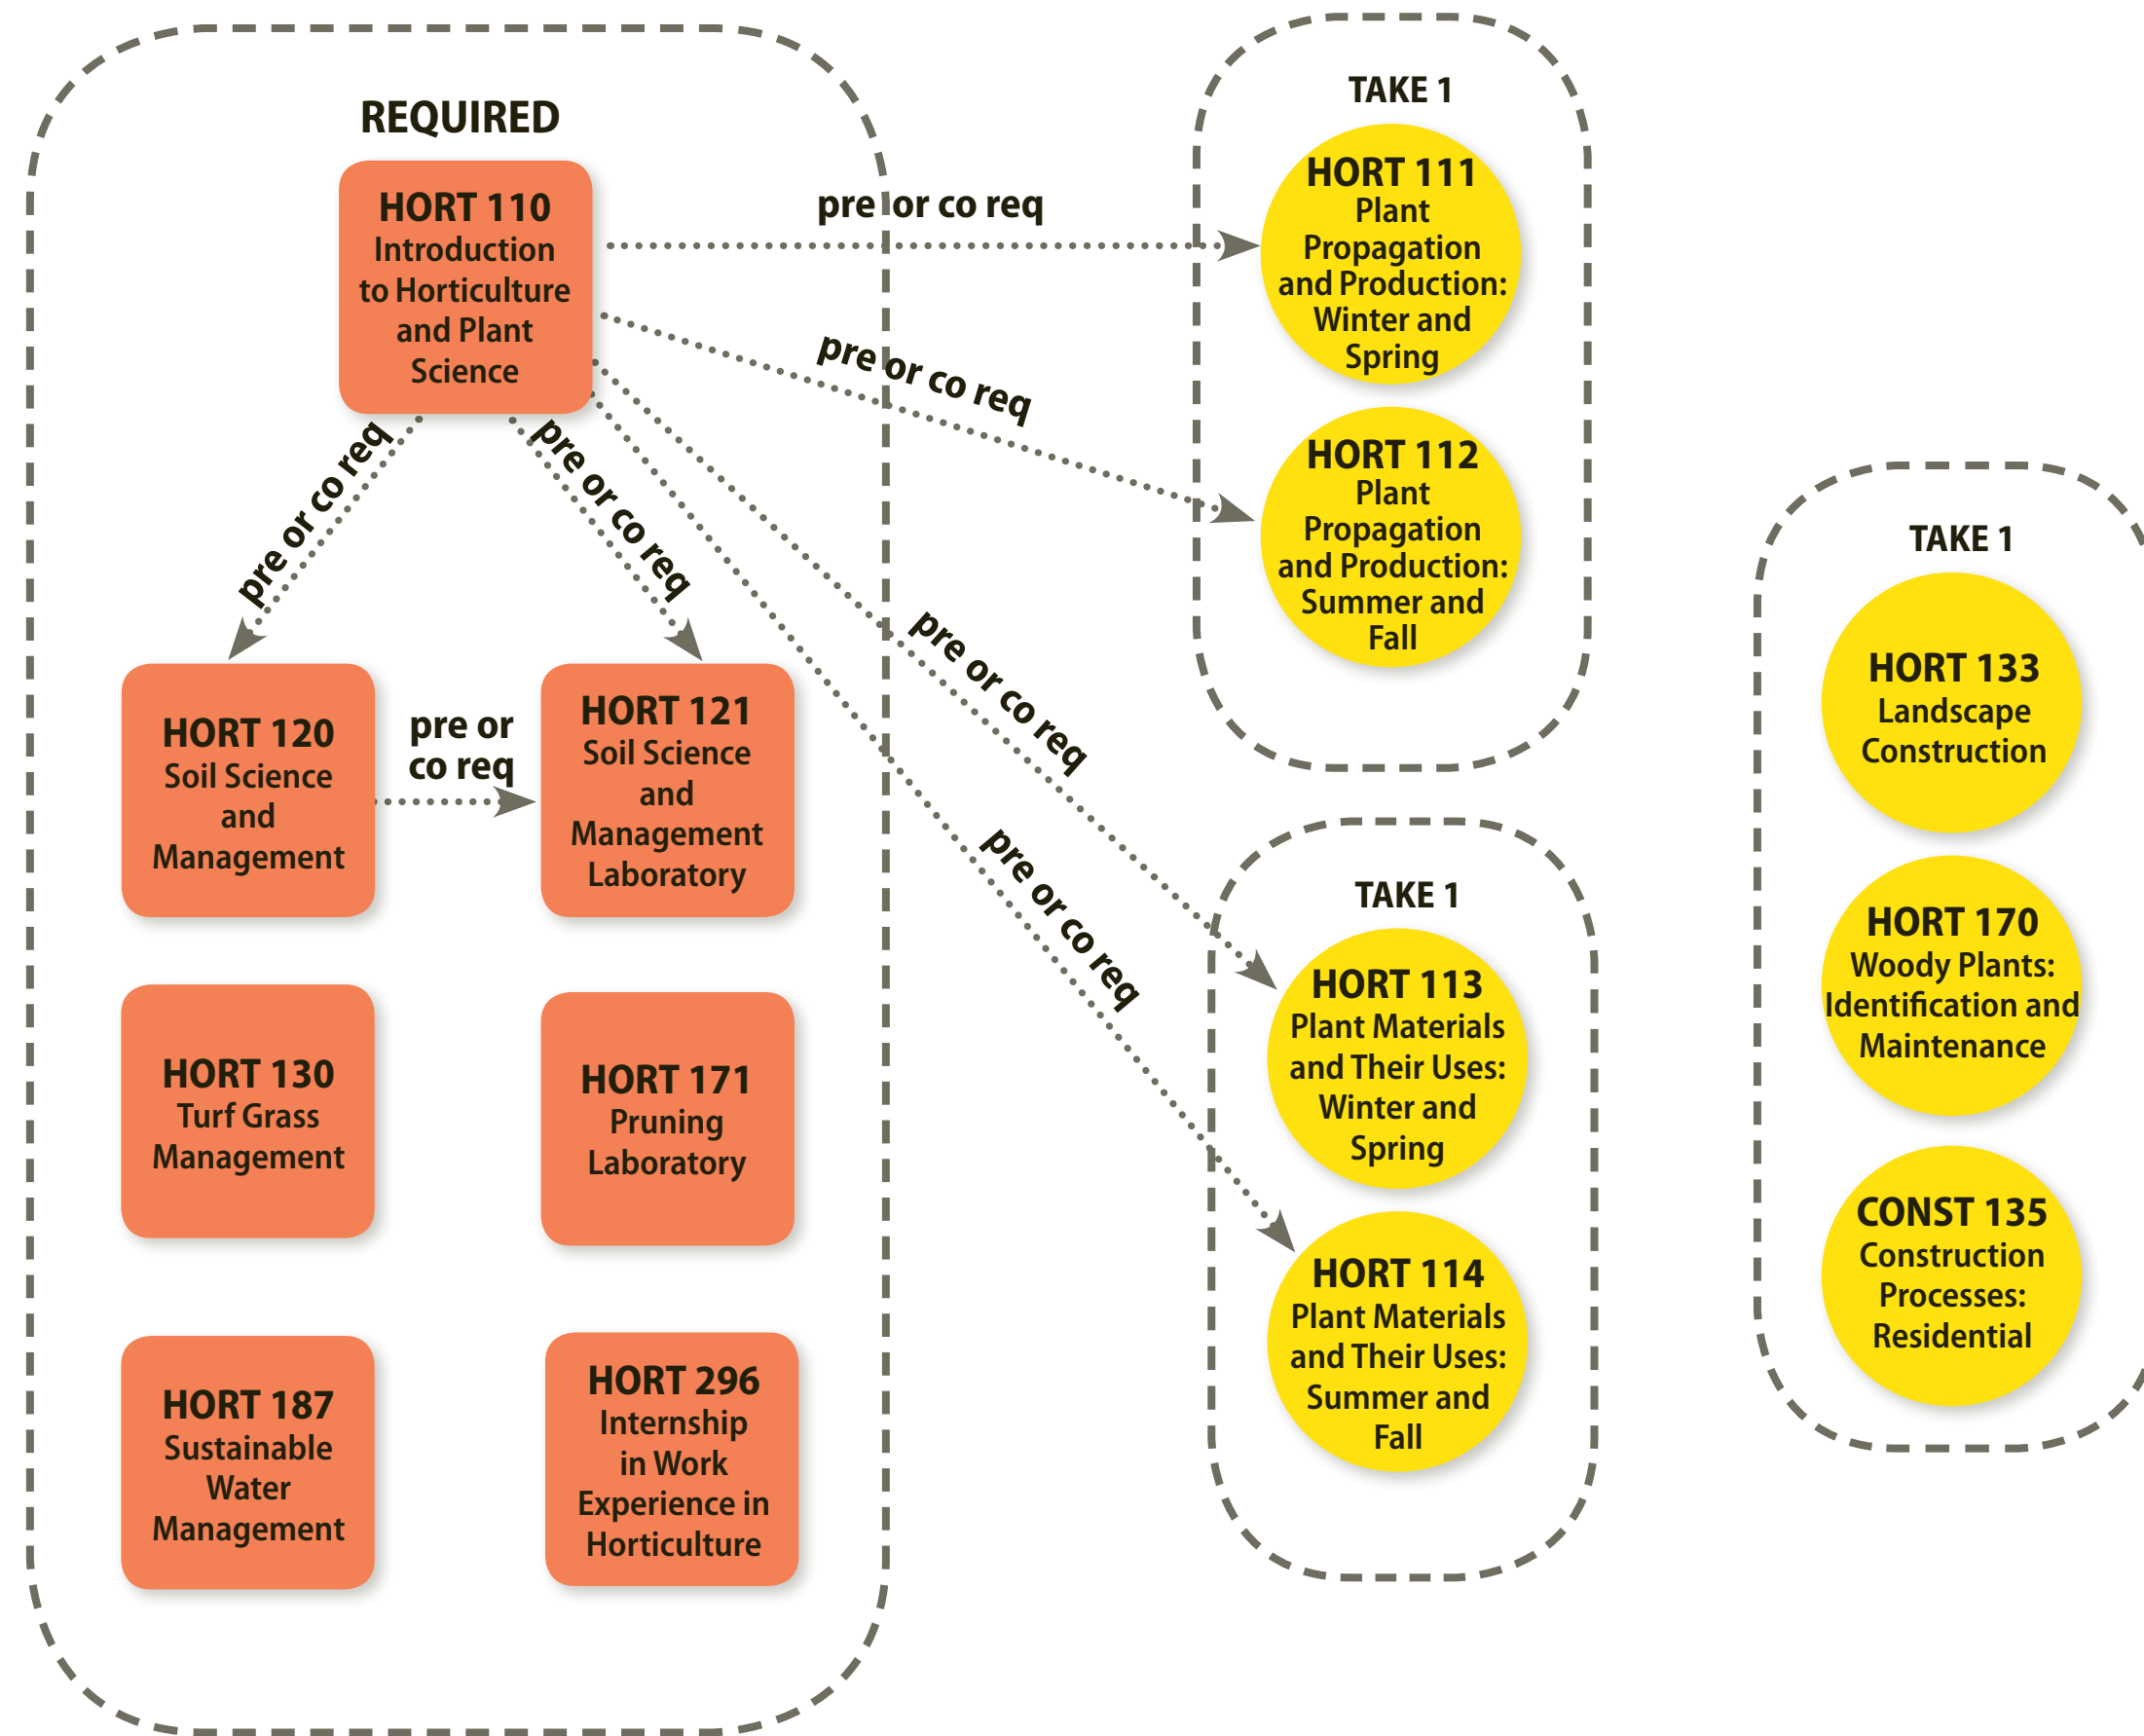 REQUIRED
HORT 110
Introduction
to Horticulture
and Plant
Science
pre or co req
pre or co req
pre or co req
pre or co req
pre or co req
pre or co req
HORT 120
Soil Science
and
Management
pre or
co req
HORT 121
Soil Science
and
Management
Laboratory
HORT 130
Turf Grass
Management
HORT 171
Pruning
Laboratory
HORT 187
Sustainable
Water
Management
HORT 296
Internship
in Work
Experience in
Horticulture
TAKE 1
HORT 111
Plant
Propagation
and Production:
Winter and
Spring
HORT 112
Plant
Propagation
and Production:
Summer and
Fall
TAKE 1
HORT 113
Plant Materials
and Their Uses:
Winter and
Spring
HORT 114
Plant Materials
and Their Uses:
Summer and
Fall
TAKE 1
HORT 133
Landscape
Construction
HORT 170
Woody Plants:
Identification and
Maintenance
CONST 135
Construction
Processes:
Residential